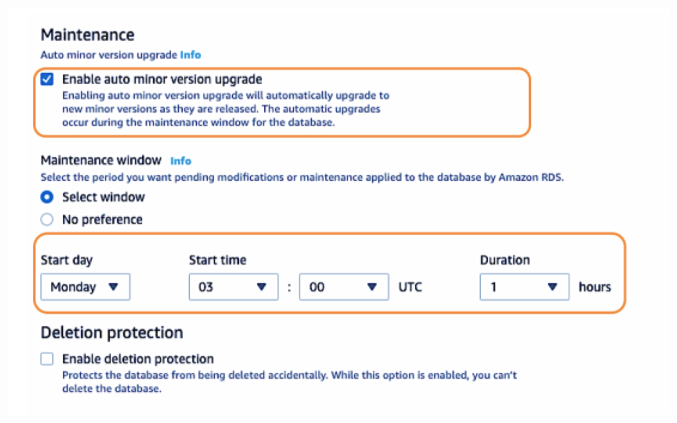 Maintenance
Auto minor version upgrade Info
Enable auto minor version upgrade
Enabling auto minor version upgrade will automatically upgrade to
new minor versions as they are released. The automatic upgrades
occur during the maintenance window for the database.
Maintenance window Info
Select the period you want pending modifications or maintenance applied to the database by Amazon RDS.
Select window
No preference
Start day Start time Duration
Monday 03 : 00 UTC 1 hours
Deletion protection
Enable deletion protection
Protects the database from being deleted accidentally. While this option is enabled, you can't
delete the database.